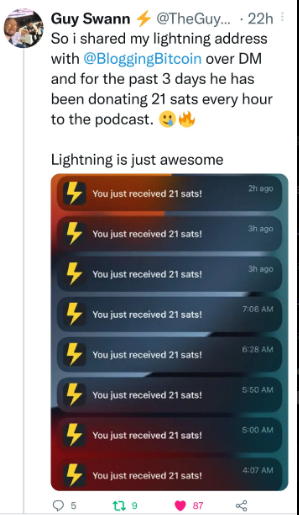 Guy Swann ⚡ @TheGuy... · 22h
So i shared my lightning address
with @BloggingBitcoin over DM
and for the past 3 days he has
been donating 21 sats every hour
to the podcast. 🥲🔥
Lightning is just awesome
You just received 21 sats! 2h ago
You just received 21 sats! 3h ago
You just received 21 sats! 3h ago
You just received 21 sats! 7:06 AM
You just received 21 sats! 6:28 AM
You just received 21 sats! 5:50 AM
You just received 21 sats! 5:00 AM
You just received 21 sats! 4:07 AM
5 9 87